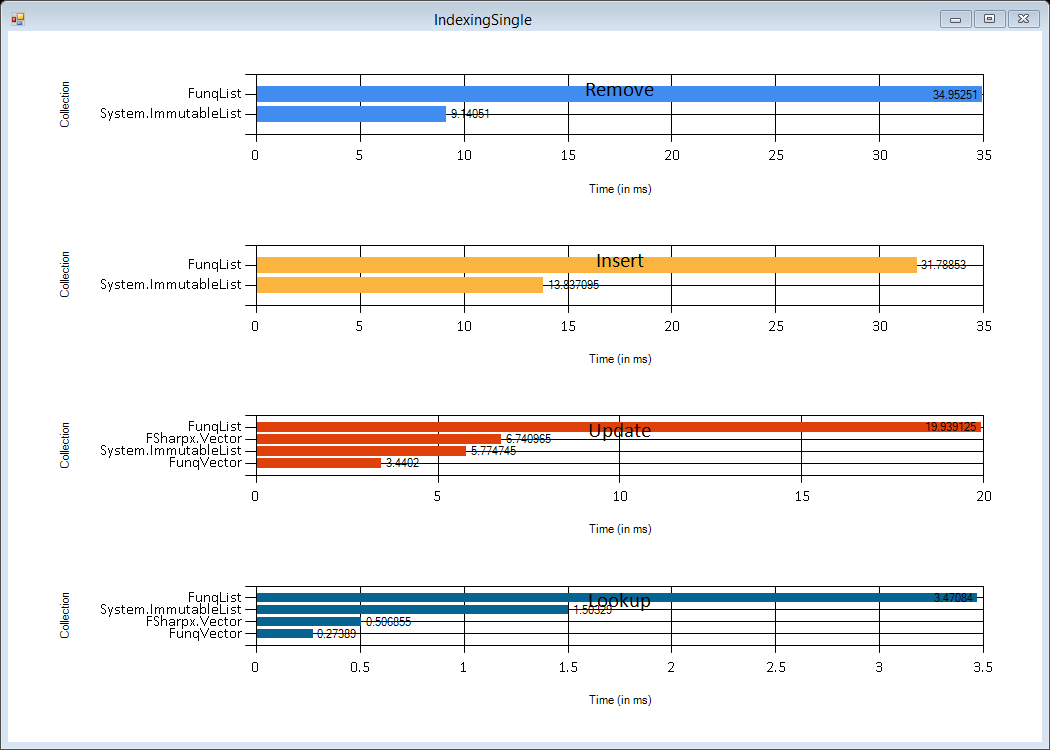 IndexingSingle
Remove
Collection
FunqList
34.95251
System.ImmutableList
9.14051
0 5 10 15 20 25 30 35
Time (in ms)
Insert
Collection
FunqList
31.78853
System.ImmutableList
13.837095
0 5 10 15 20 25 30 35
Time (in ms)
Update
Collection
FunqList
19.939125
FSharpx.Vector
6.740965
System.ImmutableList
5.774745
FunqVector
3.4402
0 5 10 15 20
Time (in ms)
Lookup
Collection
FunqList
3.47084
System.ImmutableList
1.50329
FSharpx.Vector
0.506855
FunqVector
0.27389
0 0.5 1 1.5 2 2.5 3 3.5
Time (in ms)